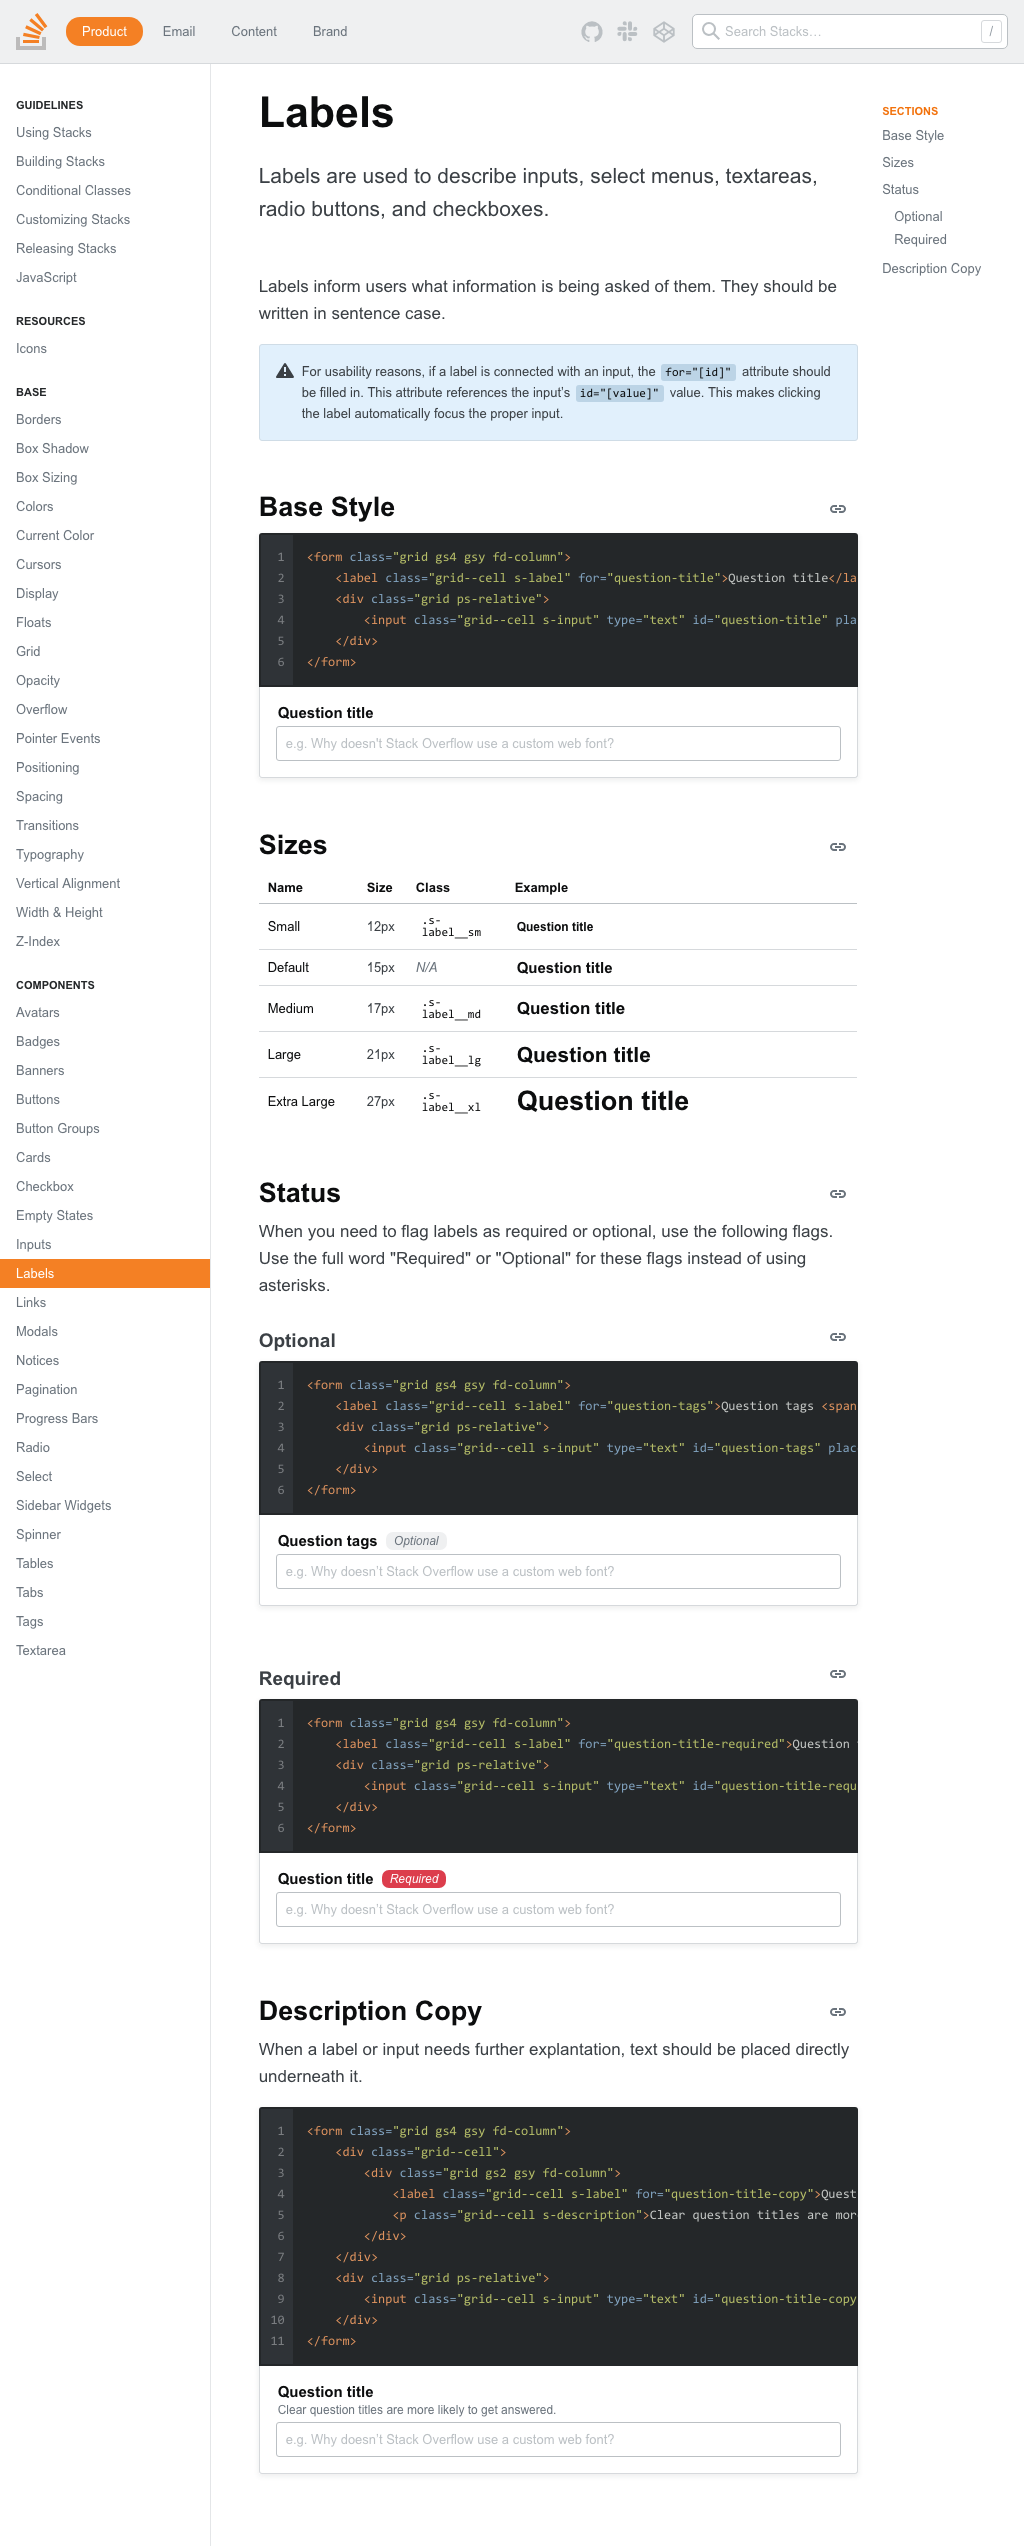 Product
Email
Content
Brand
Search Stacks...
/
GUIDELINES
Using Stacks
Building Stacks
Conditional Classes
Customizing Stacks
Releasing Stacks
JavaScript
RESOURCES
Icons
BASE
Borders
Box Shadow
Box Sizing
Colors
Current Color
Cursors
Display
Floats
Grid
Opacity
Overflow
Pointer Events
Positioning
Spacing
Transitions
Typography
Vertical Alignment
Width & Height
Z-Index
COMPONENTS
Avatars
Badges
Banners
Buttons
Button Groups
Cards
Checkbox
Empty States
Inputs
Labels
Links
Modals
Notices
Pagination
Progress Bars
Radio
Select
Sidebar Widgets
Spinner
Tables
Tabs
Tags
Textarea
Labels
Labels are used to describe inputs, select menus, textareas,
radio buttons, and checkboxes.
Labels inform users what information is being asked of them. They should be
written in sentence case.
For usability reasons, if a label is connected with an input, the for="[id]" attribute should
be filled in. This attribute references the input's id="[value]" value. This makes clicking
the label automatically focus the proper input.
Base Style
1 <form class="grid gs4 gsy fd-column">
2 <label class="grid--cell s-label" for="question-title">Question title</la
3 <div class="grid ps-relative">
4 <input class="grid--cell s-input" type="text" id="question-title" pla
5 </div>
6 </form>
Question title
e.g. Why doesn't Stack Overflow use a custom web font?
Sizes
Name Size Class Example
Small 12px .s-label__sm Question title
Default 15px N/A Question title
Medium 17px .s-label__md Question title
Large 21px .s-label__lg Question title
Extra Large 27px .s-label__xl Question title
Status
When you need to flag labels as required or optional, use the following flags.
Use the full word "Required" or "Optional" for these flags instead of using
asterisks.
Optional
1 <form class="grid gs4 gsy fd-column">
2 <label class="grid--cell s-label" for="question-tags">Question tags <span
3 <div class="grid ps-relative">
4 <input class="grid--cell s-input" type="text" id="question-tags" plac
5 </div>
6 </form>
Question tags Optional
e.g. Why doesn't Stack Overflow use a custom web font?
Required
1 <form class="grid gs4 gsy fd-column">
2 <label class="grid--cell s-label" for="question-title-required">Question
3 <div class="grid ps-relative">
4 <input class="grid--cell s-input" type="text" id="question-title-requ
5 </div>
6 </form>
Question title Required
e.g. Why doesn't Stack Overflow use a custom web font?
Description Copy
When a label or input needs further explantation, text should be placed directly
underneath it.
1 <form class="grid gs4 gsy fd-column">
2 <div class="grid--cell">
3 <div class="grid gs2 gsy fd-column">
4 <label class="grid--cell s-label" for="question-title-copy">Quest
5 <p class="grid--cell s-description">Clear question titles are mor
6 </div>
7 </div>
8 <div class="grid ps-relative">
9 <input class="grid--cell s-input" type="text" id="question-title-copy
10 </div>
11 </form>
Question title
Clear question titles are more likely to get answered.
e.g. Why doesn't Stack Overflow use a custom web font?
SECTIONS
Base Style
Sizes
Status
Optional
Required
Description Copy